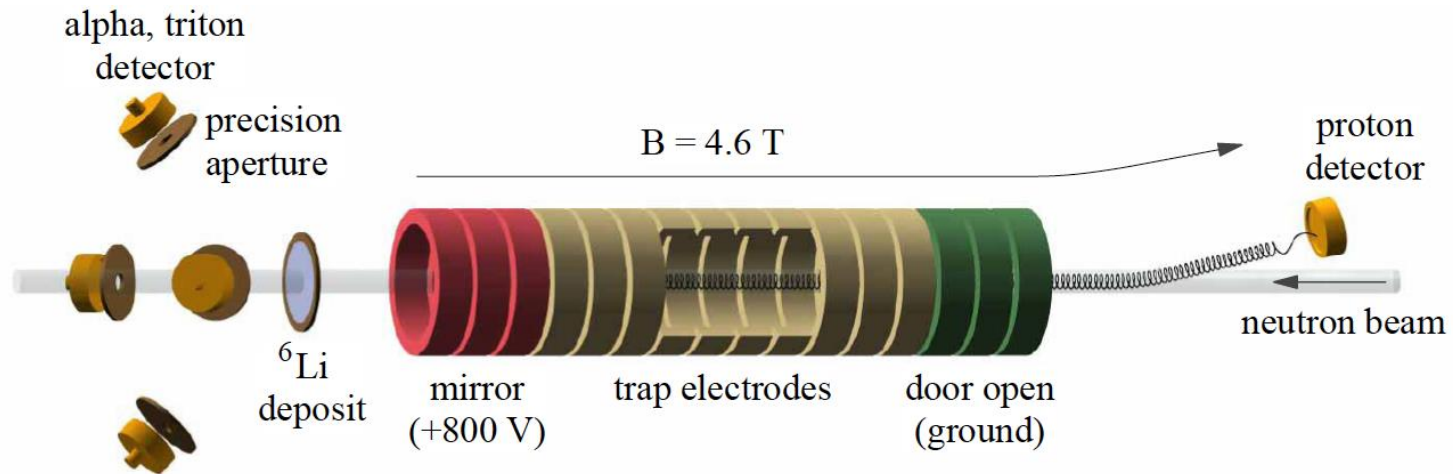 alpha, triton
detector
precision
aperture
B = 4.6 T
proton
detector
neutron beam
⁶Li
deposit
mirror
(+800 V)
trap electrodes
door open
(ground)